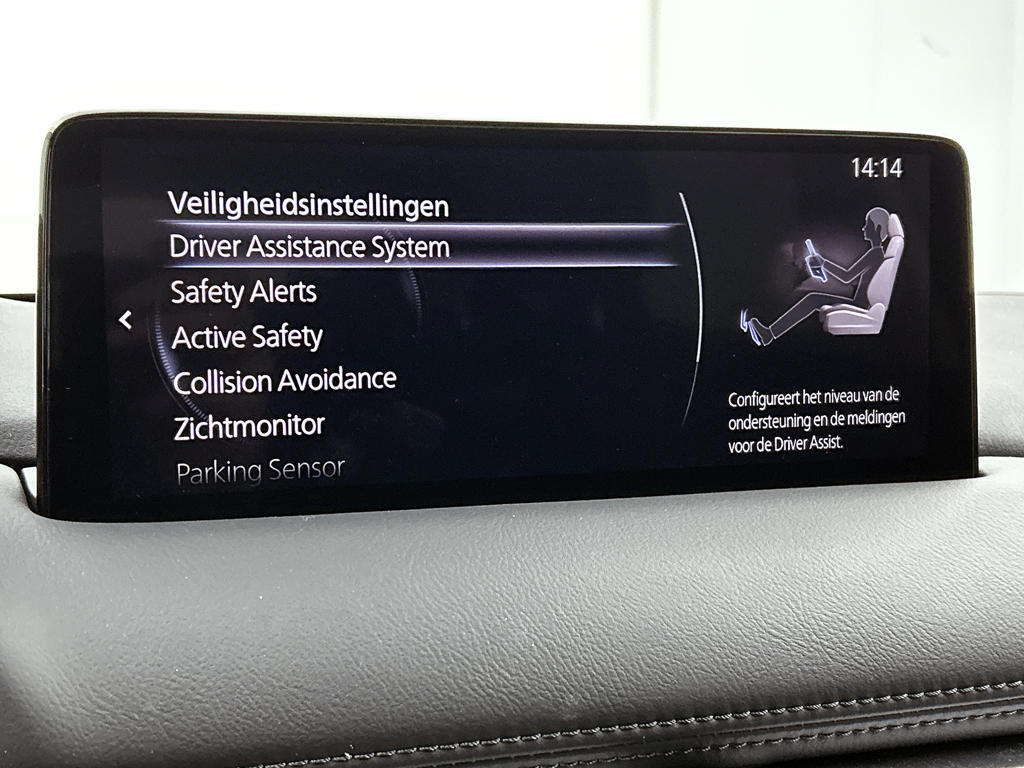 14:14
Veiligheidsinstellingen
Driver Assistance System
Safety Alerts
Active Safety
Collision Avoidance
Zichtmonitor
Parking Sensor
Configureert het niveau van de
ondersteuning en de meldingen
voor de Driver Assist.